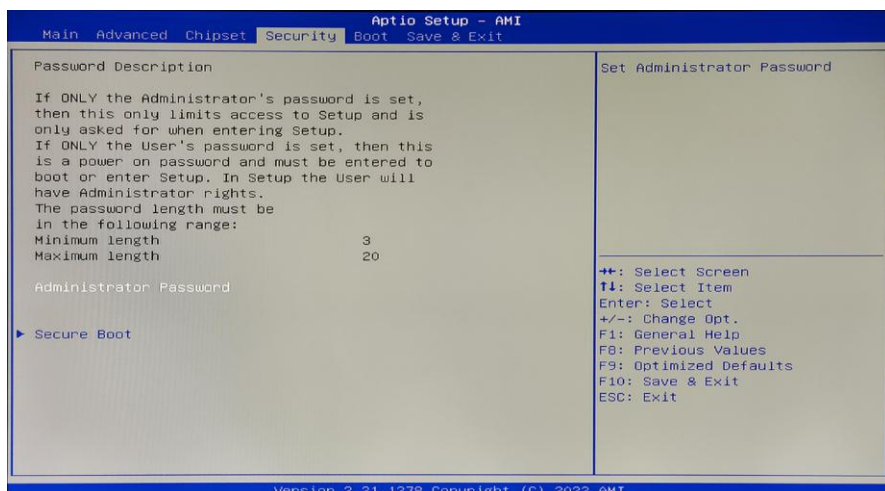 Aptio Setup – AMI
Main Advanced Chipset Security Boot Save & Exit
Password Description
If ONLY the Administrator's password is set,
then this only limits access to Setup and is
only asked for when entering Setup.
If ONLY the User's password is set, then this
is a power on password and must be entered to
boot or enter Setup. In Setup the User will
have Administrator rights.
The password length must be
in the following range:
Minimum length 3
Maximum length 20
Administrator Password
Secure Boot
Set Administrator Password
→←: Select Screen
↑↓: Select Item
Enter: Select
+/-: Change Opt.
F1: General Help
F8: Previous Values
F9: Optimized Defaults
F10: Save & Exit
ESC: Exit
Version 2.21.1278 Copyright (C) 2022 AMI